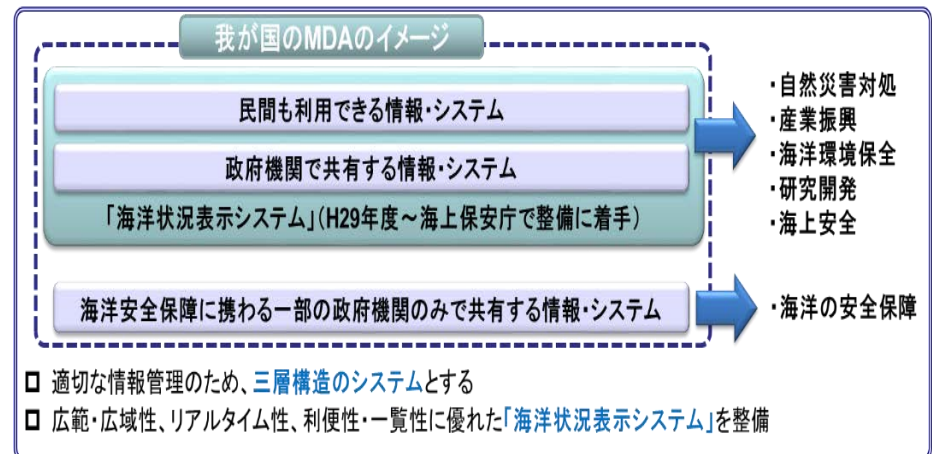 我が国のMDAのイメージ
民間も利用できる情報・システム
政府機関で共有する情報・システム
「海洋状況表示システム」（H29年度～海上保安庁で整備に着手）
海洋安全保障に携わる一部の政府機関のみで共有する情報・システム
・自然災害対処
・産業振興
・海洋環境保全
・研究開発
・海上安全
・海洋の安全保障
適切な情報管理のため、三層構造のシステムとする
広範・広域性、リアルタイム性、利便性・一覧性に優れた「海洋状況表示システム」を整備